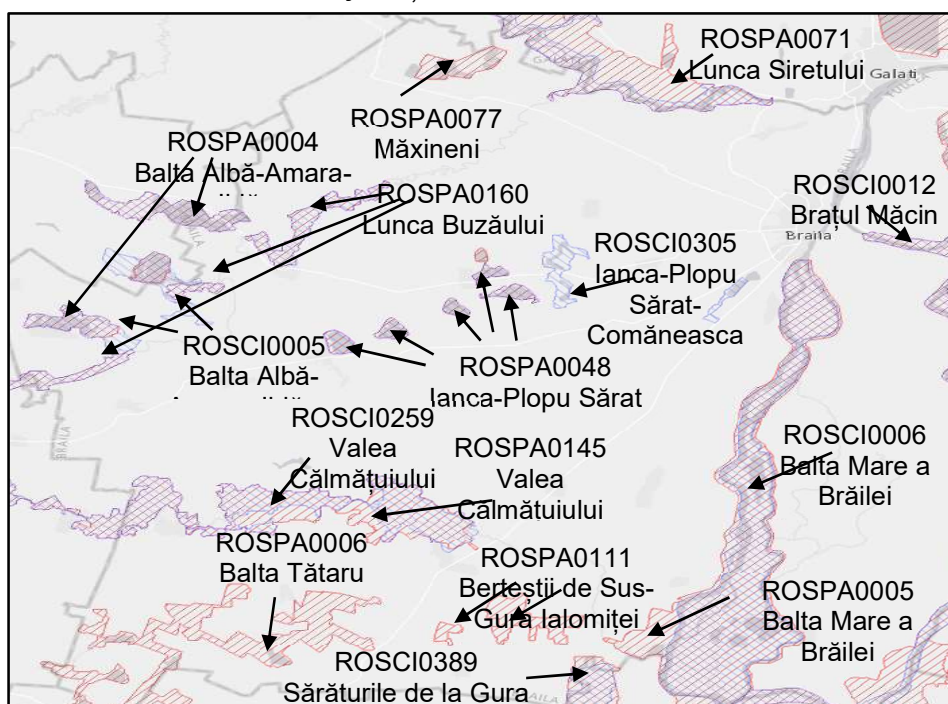 ROSPA0071
Lunca Siretului
Galati
ROSPA0077
Măxineni
ROSPA0004
Balta Albă-Amara-
ROSPA0160
Lunca Buzăului
ROSCI0012
Brațul Măcin
Braila
ROSCI0305
Ianca-Plopu
Sărat-
Comăneasca
ROSCI0005
Balta Albă-
ROSPA0048
Ianca-Plopu Sărat
ROSCI0259
Valea
Călmățuiului
ROSPA0145
Valea
Călmățuiului
ROSCI0006
Balta Mare a
Brăilei
BRAILA
ROSPA0006
Balta Tătaru
ROSPA0111
Berteștii de Sus-
Gura Ialomiței
ROSPA0005
Balta Mare a
Brăilei
ROSCI0389
Sărăturile de la Gura